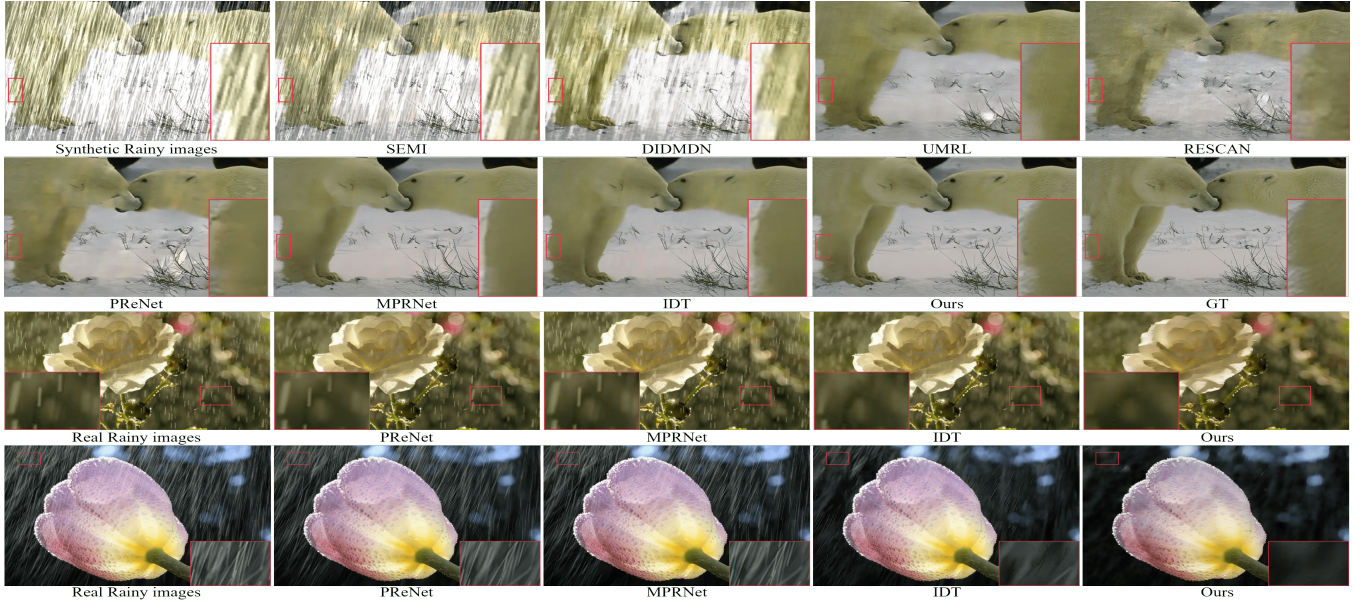 Synthetic Rainy images SEMI DIDMDN UMRL RESCAN
PReNet MPRNet IDT Ours GT
Real Rainy images PReNet MPRNet IDT Ours
Real Rainy images PReNet MPRNet IDT Ours